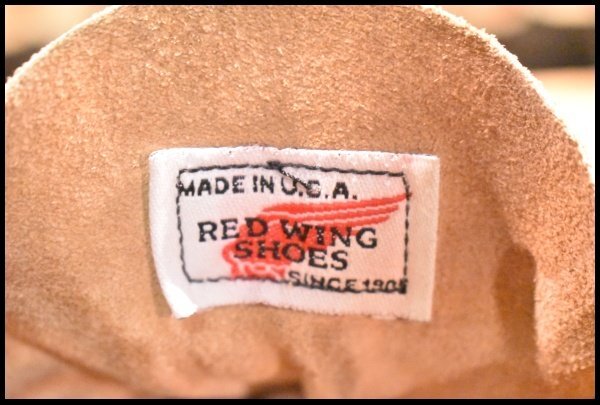 MADE IN U.S.A.
RED WING
SHOES
SINCE 1905